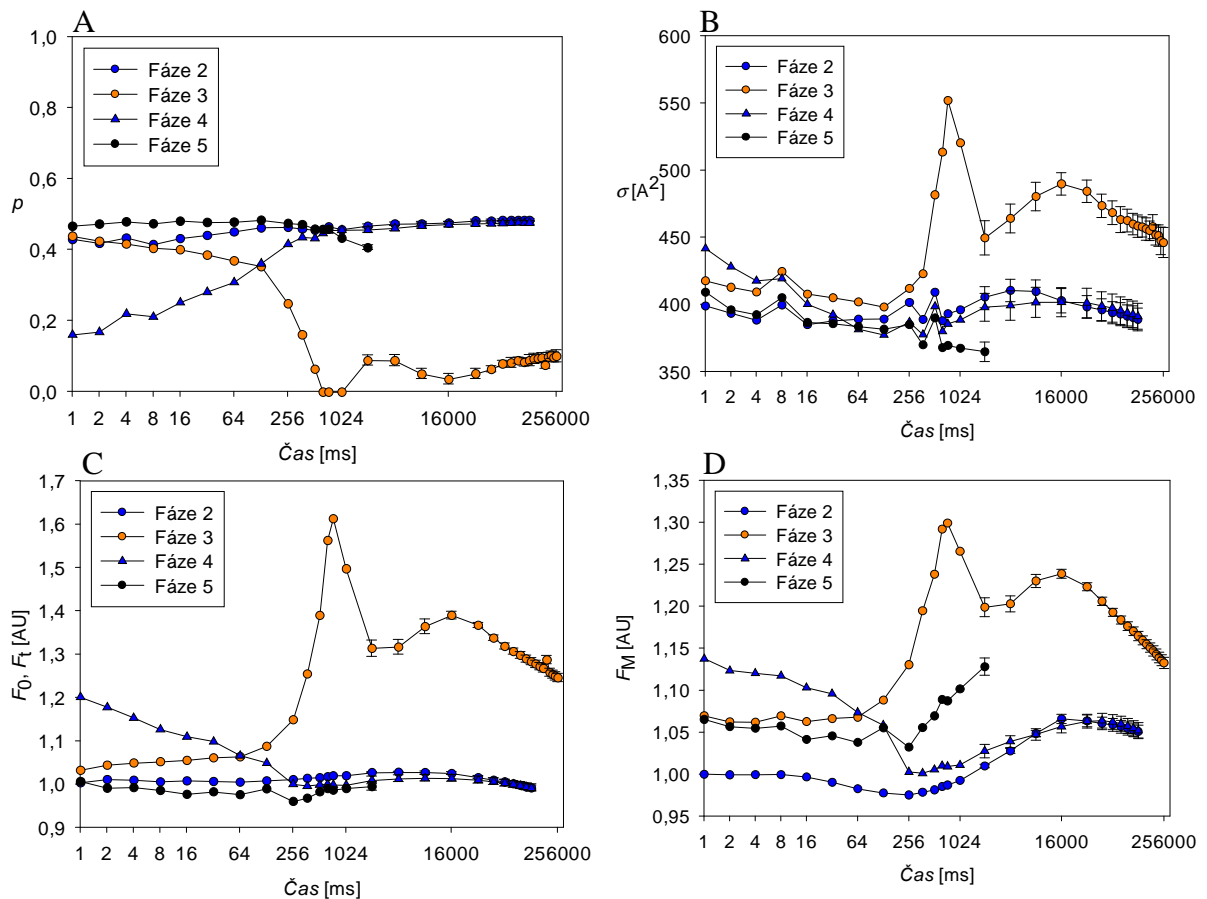 A
1,0
0,8
0,6
0,4
0,2
0,0
p
Fáze 2
Fáze 3
Fáze 4
Fáze 5
1 2 4 8 16 64 256 1024 16000 256000
Čas [ms]
B
600
550
500
450
400
350
σ [A²]
Fáze 2
Fáze 3
Fáze 4
Fáze 5
1 2 4 8 16 64 256 1024 16000 256000
Čas [ms]
C
1,7
1,6
1,5
1,4
1,3
1,2
1,1
1,0
0,9
F0, Ft [AU]
Fáze 2
Fáze 3
Fáze 4
Fáze 5
1 2 4 8 16 64 256 1024 16000 256000
Čas [ms]
D
1,35
1,30
1,25
1,20
1,15
1,10
1,05
1,00
0,95
FM [AU]
Fáze 2
Fáze 3
Fáze 4
Fáze 5
1 2 4 8 16 64 256 1024 16000 256000
Čas [ms]